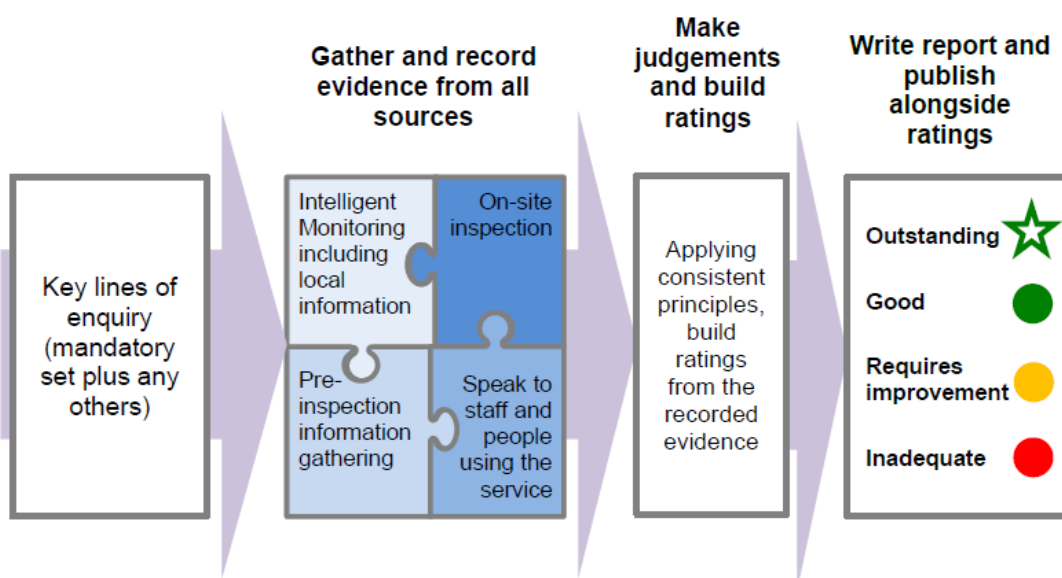 Gather and record
evidence from all
sources
Make
judgements
and build
ratings
Write report and
publish
alongside
ratings
Key lines of
enquiry
(mandatory
set plus any
others)
Intelligent
Monitoring
including
local
information
On-site
inspection
Pre-
inspection
information
gathering
Speak to
staff and
people
using the
service
Applying
consistent
principles,
build
ratings
from the
recorded
evidence
Outstanding
Good
Requires
improvement
Inadequate